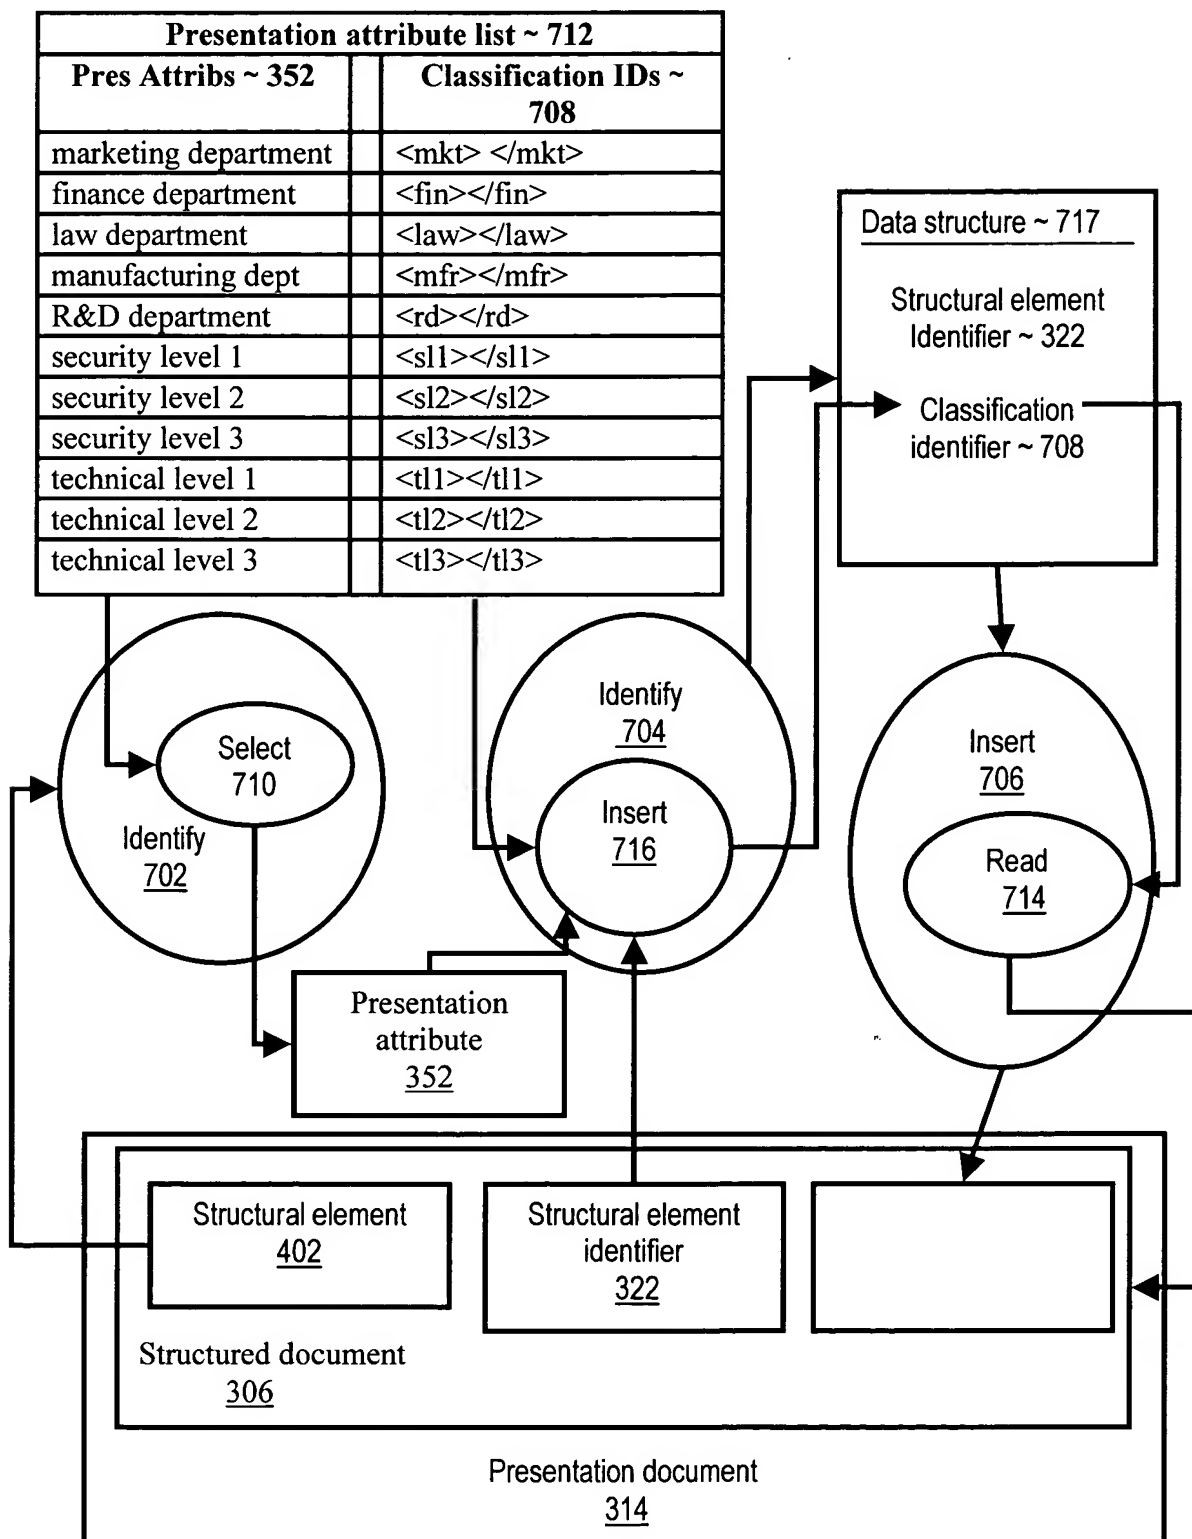 Presentation attribute list ~ 712
Pres Attribs ~ 352
Classification IDs ~
708
marketing department
<mkt> </mkt>
finance department
<fin></fin>
law department
<law></law>
manufacturing dept
<mfr></mfr>
R&D department
<rd></rd>
security level 1
<sl1></sl1>
security level 2
<sl2></sl2>
security level 3
<sl3></sl3>
technical level 1
<tl1></tl1>
technical level 2
<tl2></tl2>
technical level 3
<tl3></tl3>
Data structure ~ 717
Structural element
Identifier ~ 322
Classification
identifier ~ 708
Select
710
Identify
702
Identify
704
Insert
716
Insert
706
Read
714
Presentation
attribute
352
Structural element
402
Structural element
identifier
322
Structured document
306
Presentation document
314